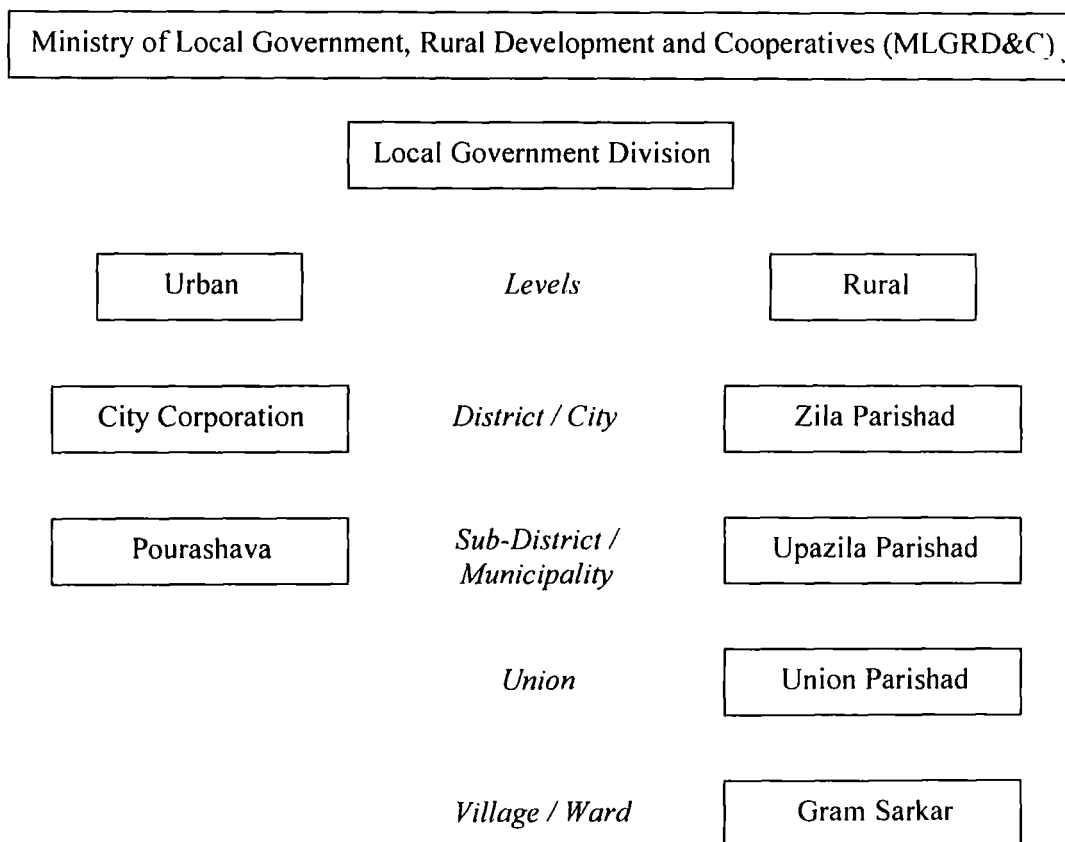 Ministry of Local Government, Rural Development and Cooperatives (MLGRD&C)
Local Government Division
Urban Levels Rural
City Corporation District / City Zila Parishad
Pourashava Sub-District / Upazila Parishad
Municipality
Union Union Parishad
Village / Ward Gram Sarkar